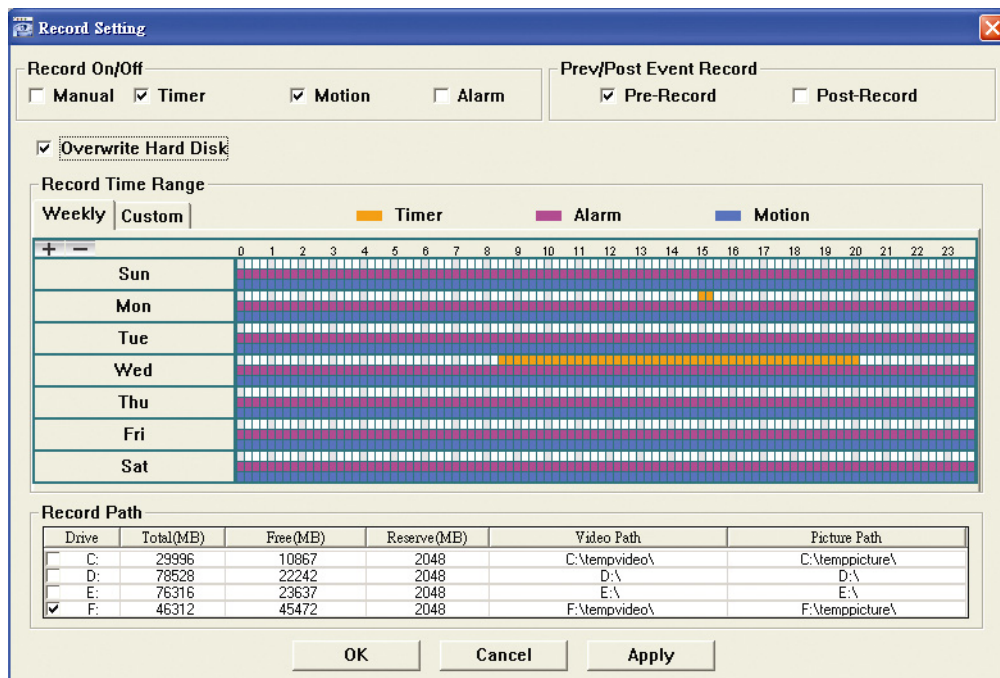 Record Setting
Record On/Off
Manual Timer Motion Alarm
Prev/Post Event Record
Pre-Record Post-Record
Overwrite Hard Disk
Record Time Range
Weekly Custom Timer Alarm Motion
+ − 0 1 2 3 4 5 6 7 8 9 10 11 12 13 14 15 16 17 18 19 20 21 22 23
Sun
Mon
Tue
Wed
Thu
Fri
Sat
Record Path
Drive Total(MB) Free(MB) Reserve(MB) Video Path Picture Path
C: 29996 10867 2048 C:\tempvideo\ C:\temppicture\
D: 78528 22242 2048 D:\ D:\
E: 76316 23637 2048 E:\ E:\
F: 46312 45472 2048 F:\tempvideo\ F:\temppicture\
OK Cancel Apply